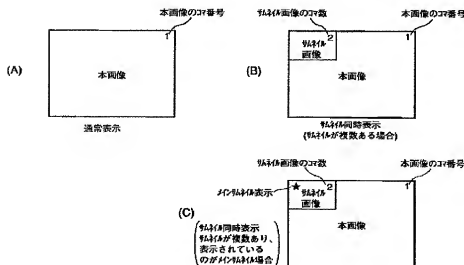 本画像のコマ番号
1
(A)
本画像
通常表示
サムネイル画像のコマ数
本画像のコマ番号
サムネイル
画像
2
1
(B)
本画像
サムネイル同時表示
(サムネイルが複数ある場合)
サムネイル画像のコマ数
本画像のコマ番号
メインサムネイル表示
★
サムネイル
画像
2
1
(C)
本画像
サムネイル同時表示
サムネイルが複数あり、
表示されている
のがメインサムネイル場合